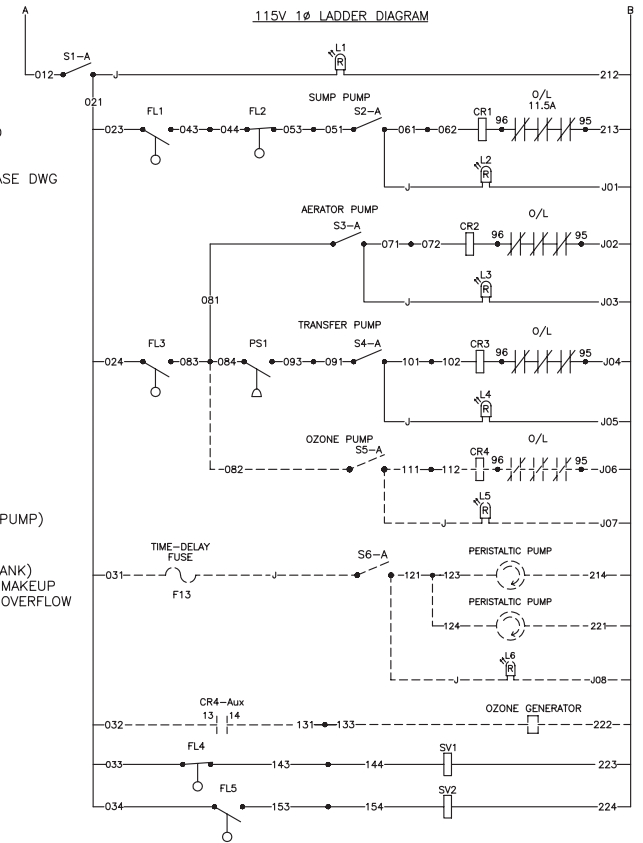 A
115V 1ø LADDER DIAGRAM
B
S1-A
L1
R
012
J
212
021
SUMP PUMP
O/L
11.5A
FL1
FL2
S2-A
CR1
96
95
023
043
044
053
051
061
062
213
L2
R
J
J01
D
ASE DWG
AERATOR PUMP
S3-A
CR2
O/L
96
95
071
072
J02
L3
R
J
J03
081
TRANSFER PUMP
O/L
FL3
PS1
S4-A
CR3
96
95
024
083
084
093
091
101
102
J04
L4
R
J
J05
OZONE PUMP
S5-A
O/L
CR4
96
95
082
111
112
J06
L5
R
J
J07
PUMP)
TIME-DELAY
FUSE
F13
S6-A
PERISTALTIC PUMP
031
J
121
123
214
PERISTALTIC PUMP
124
221
L6
R
J
J08
ANK)
MAKEUP
OVERFLOW
CR4-Aux
13
14
OZONE GENERATOR
032
131
133
222
FL4
SV1
033
143
144
223
FL5
SV2
034
153
154
224